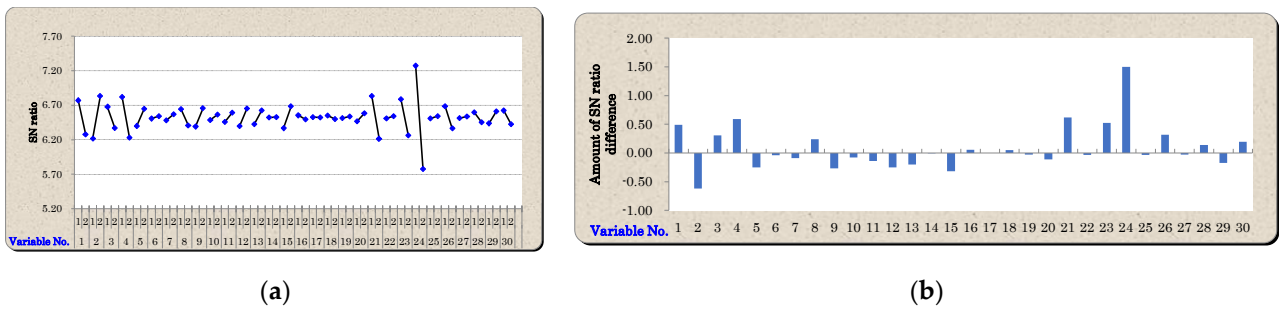 7.70
7.20
6.70
6.20
5.70
5.20
SN ratio
1 2 1 2 1 2 1 2 1 2 1 2 1 2 1 2 1 2 1 2 1 2 1 2 1 2 1 2 1 2 1 2 1 2 1 2 1 2 1 2 1 2 1 2 1 2 1 2 1 2 1 2 1 2 1 2 1 2 1 2
Variable No. 1 2 3 4 5 6 7 8 9 10 11 12 13 14 15 16 17 18 19 20 21 22 23 24 25 26 27 28 29 30
(a)
2.00
1.50
1.00
0.50
0.00
-0.50
-1.00
Amount of SN ratio
difference
Variable No. 1 2 3 4 5 6 7 8 9 10 11 12 13 14 15 16 17 18 19 20 21 22 23 24 25 26 27 28 29 30
(b)